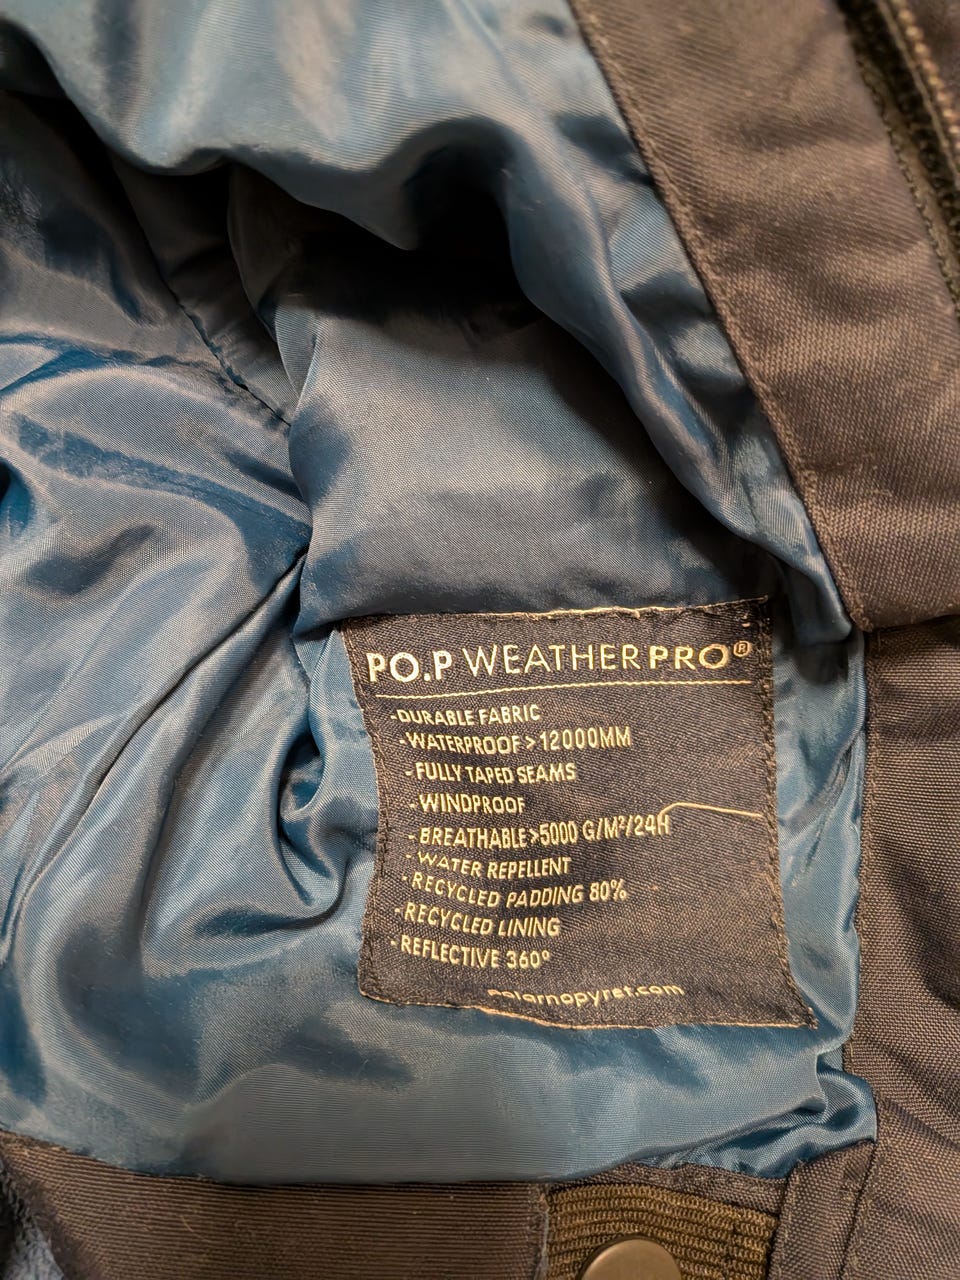 PO.P WEATHERPRO®
-DURABLE FABRIC
-WATERPROOF>12000MM
-FULLY TAPED SEAMS
-WINDPROOF
-BREATHABLE>5000 G/M²/24H
-WATER REPELLENT
-RECYCLED PADDING 80%
-RECYCLED LINING
-REFLECTIVE 360°
polarnopyret.com